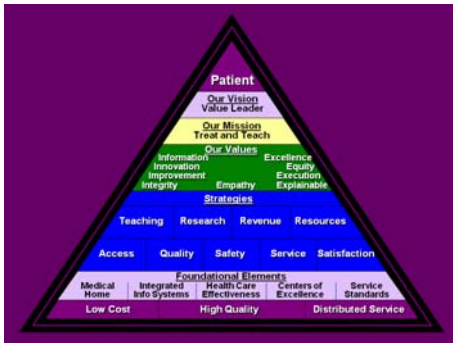 Patient
Our Vision
Value Leader
Our Mission
Treat and Teach
Our Values
Information Excellence
Innovation Equity
Improvement Execution
Integrity Empathy Explainable
Strategies
Teaching Research Revenue Resources
Access Quality Safety Service Satisfaction
Foundational Elements
Medical Integrated Health Care Centers of Service
Home Info Systems Effectiveness Excellence Standards
Low Cost High Quality Distributed Service